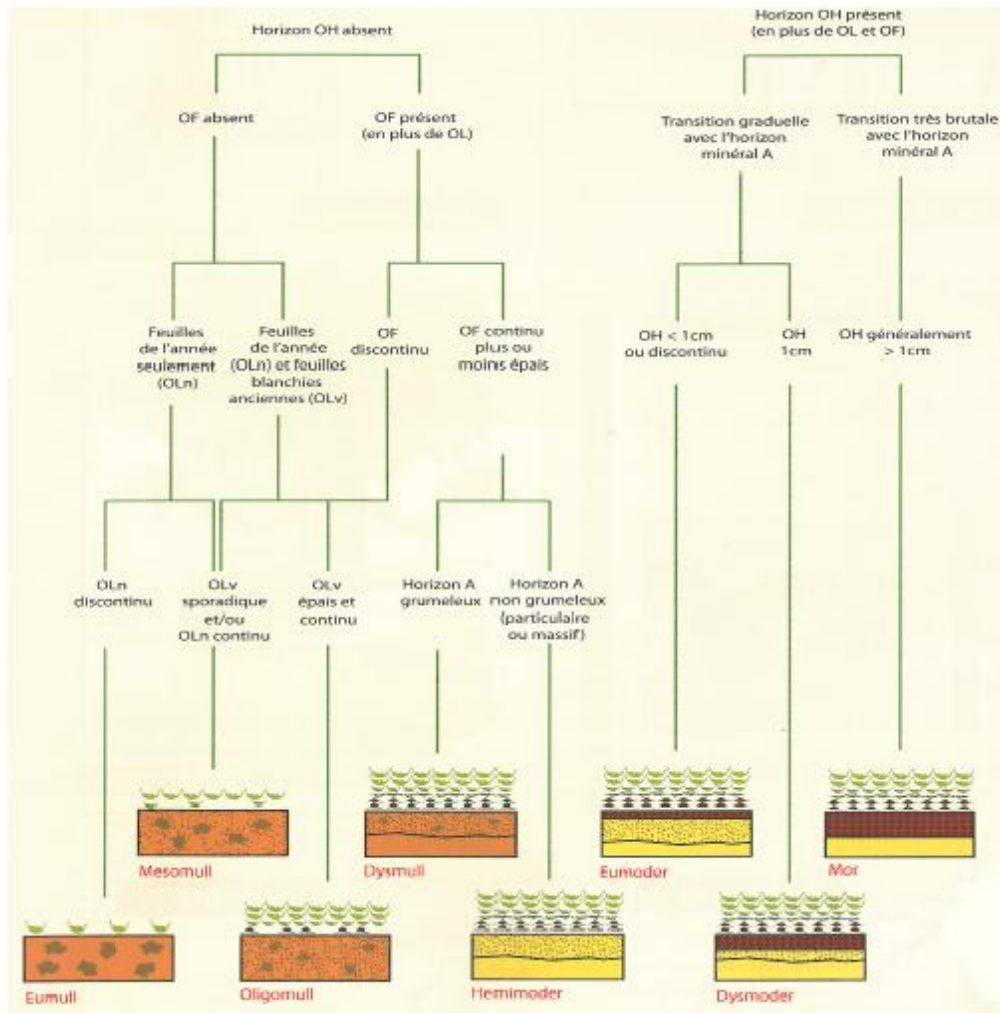 Horizon OH absent
Horizon OH présent
(en plus de OL et OF)
OF absent
OF présent
(en plus de OL)
Transition graduelle
avec l'horizon
minéral A
Transition très brutale
avec l'horizon
minéral A
Feuilles
de l'année
seulement
(OLn)
Feuilles
de l'année
(OLn) et feuilles
blanchies
anciennes (OLv)
OF
discontinu
OF continu
plus ou
moins épais
OH < 1cm
ou discontinu
OH
1cm
OH généralement
> 1cm
OLn
discontinu
OLv
sporadique
et/ou
OLn continu
OLv
épais et
continu
Horizon A
grumeleux
Horizon A
non grumeleux
(particulaire
ou massif)
Mesomull
Dysmull
Eumoder
Mor
Eumull
Oligomull
Hemimoder
Dysmoder